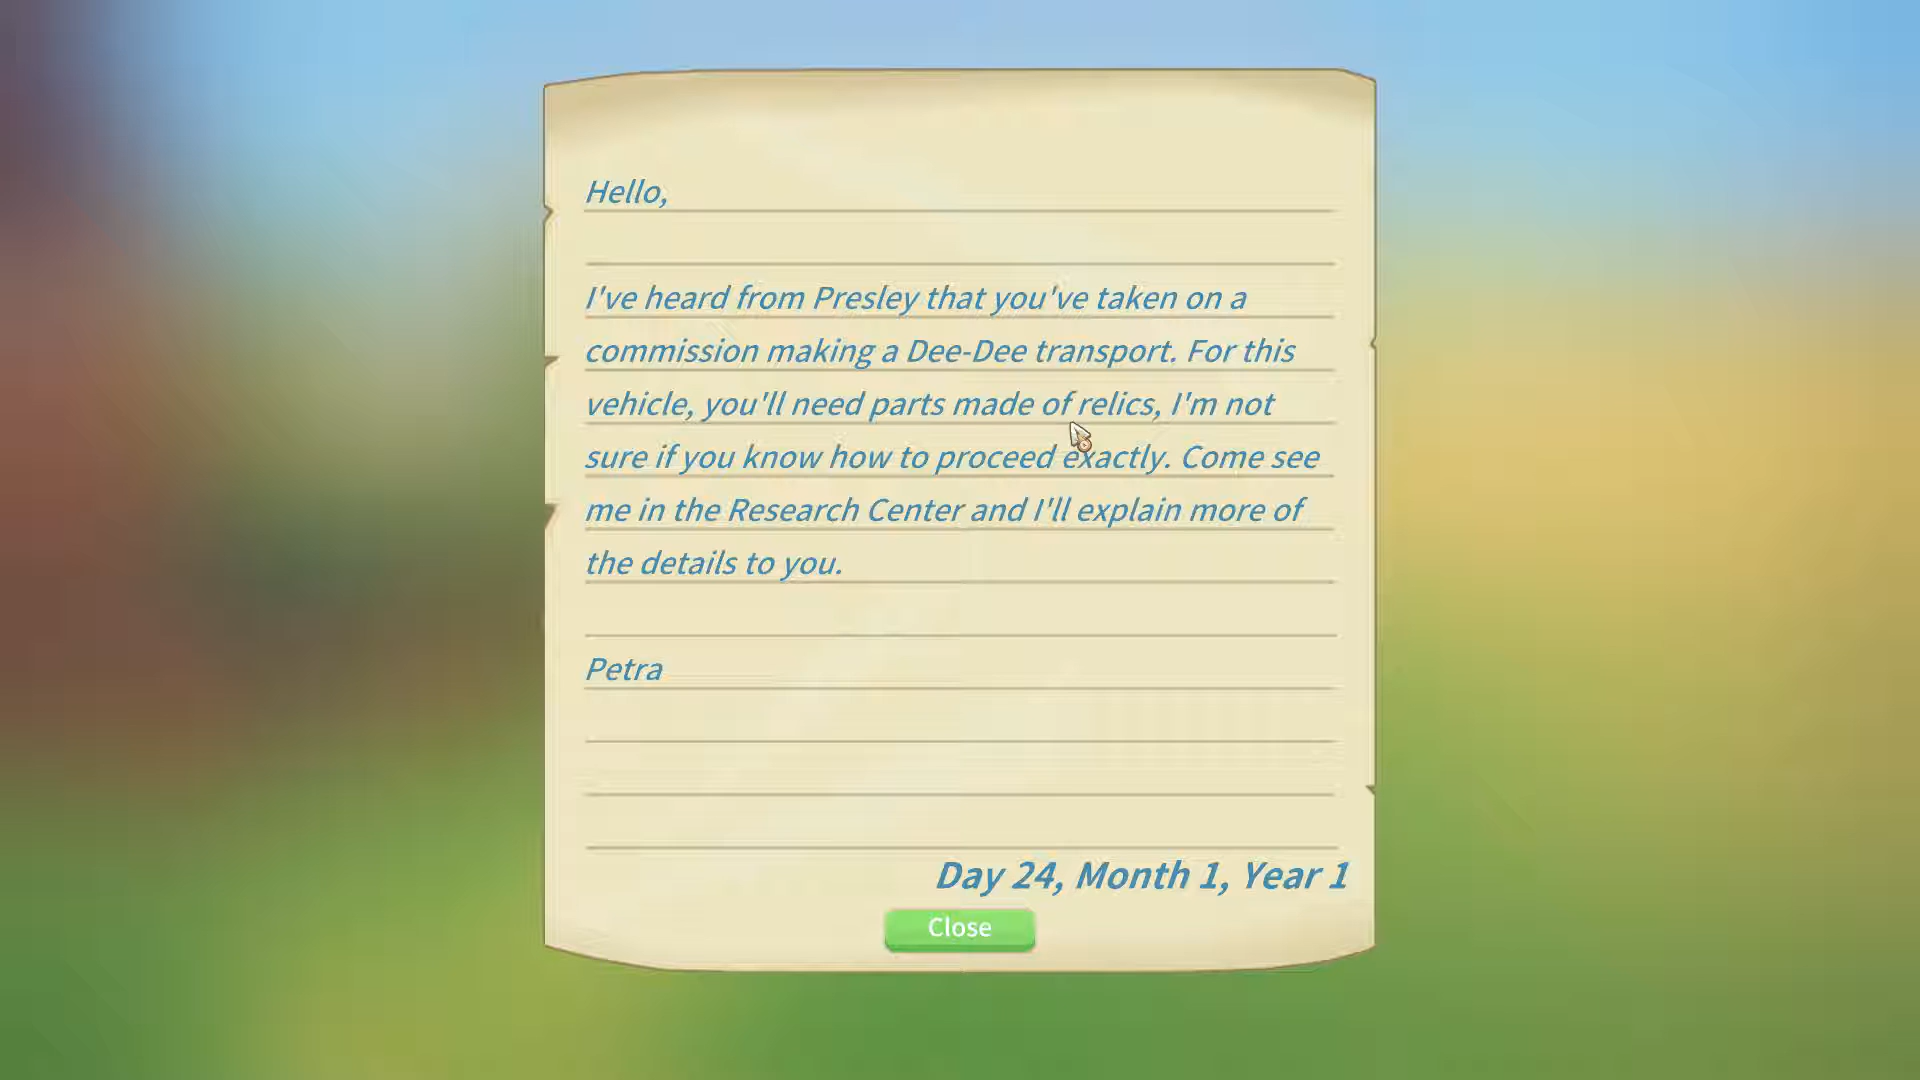 Hello,
I've heard from Presley that you've taken on a
commission making a Dee-Dee transport. For this
vehicle, you'll need parts made of relics, I'm not
sure if you know how to proceed exactly. Come see
me in the Research Center and I'll explain more of
the details to you.
Petra
Day 24, Month 1, Year 1
Close